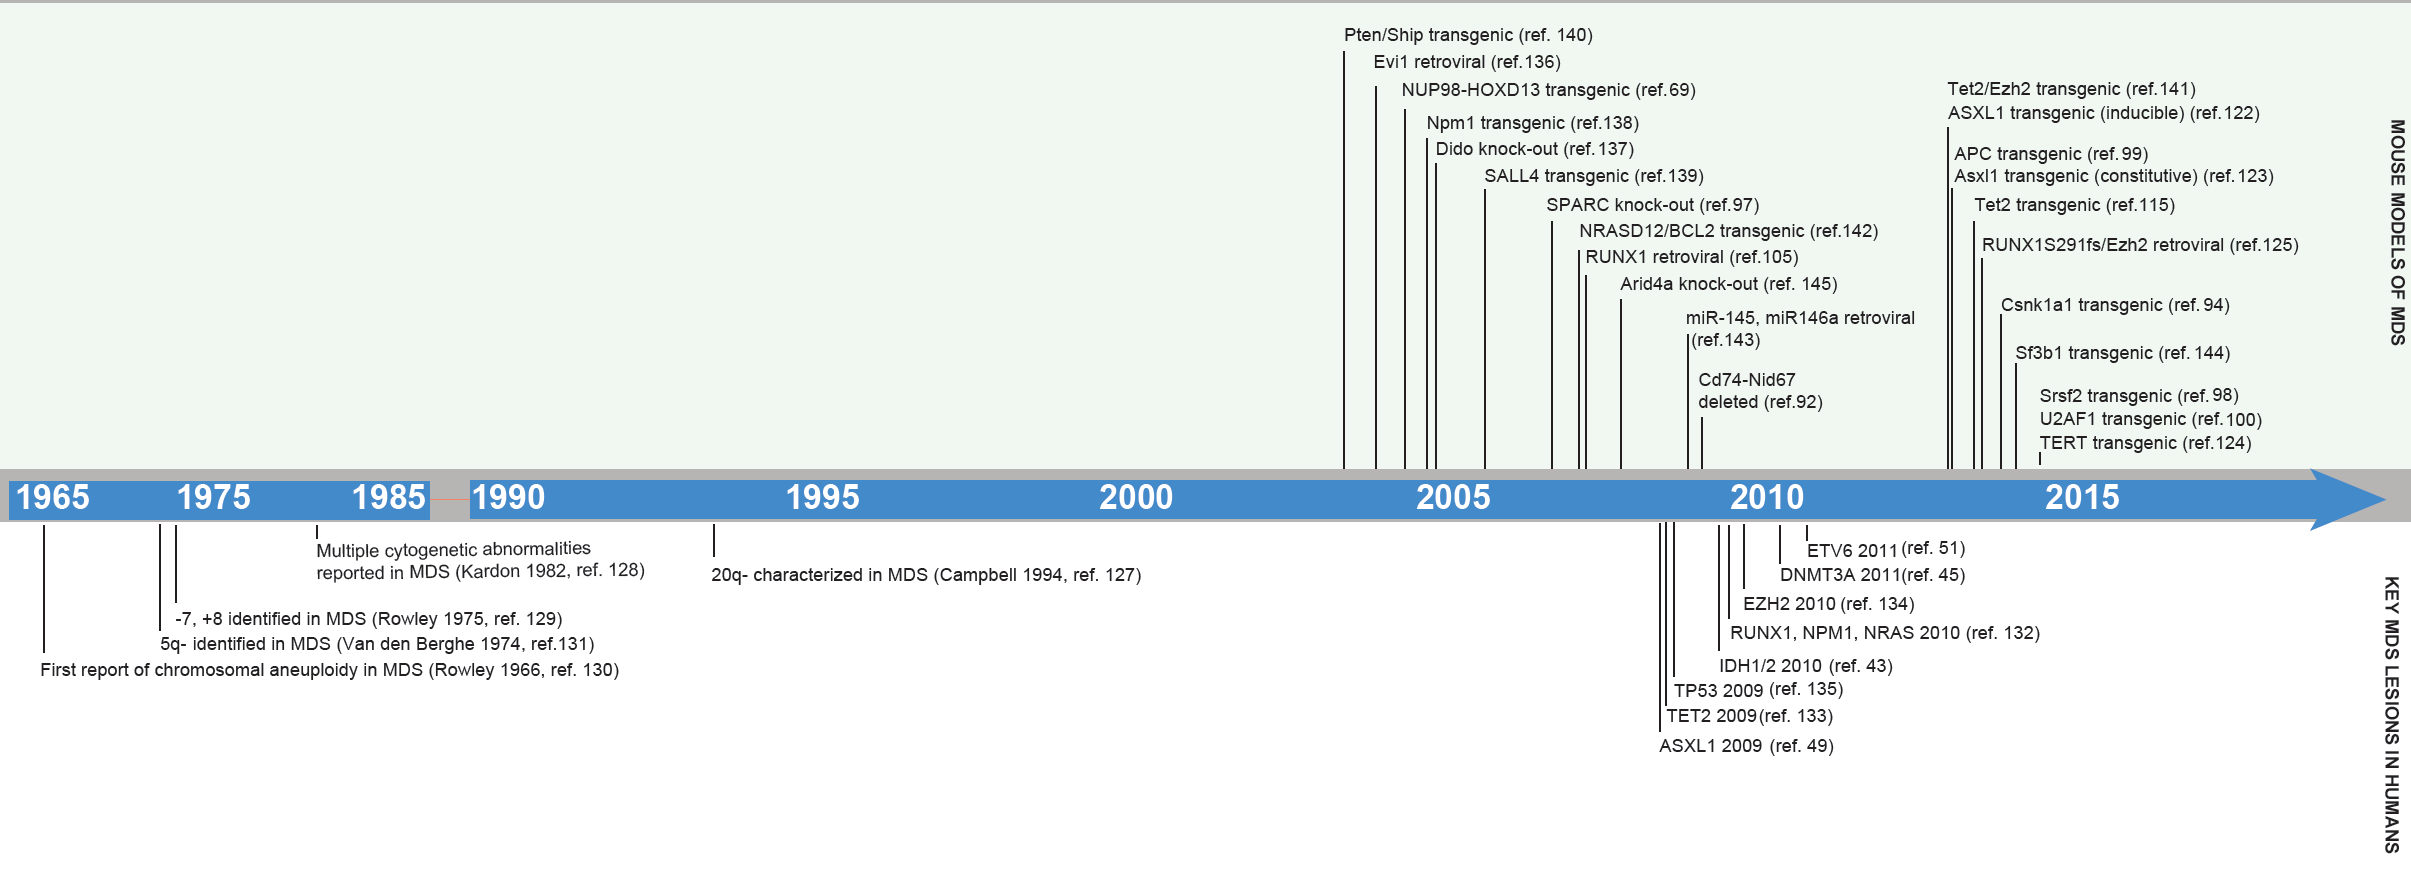 Pten/Ship transgenic (ref. 140)
Evi1 retroviral (ref.136)
NUP98-HOXD13 transgenic (ref.69)
Npm1 transgenic (ref.138)
Dido knock-out (ref.137)
SALL4 transgenic (ref.139)
SPARC knock-out (ref.97)
NRASD12/BCL2 transgenic (ref.142)
RUNX1 retroviral (ref.105)
Arid4a knock-out (ref. 145)
miR-145, miR146a retroviral
(ref.143)
Cd74-Nid67
deleted (ref.92)
Tet2/Ezh2 transgenic (ref.141)
ASXL1 transgenic (inducible) (ref.122)
APC transgenic (ref.99)
Asxl1 transgenic (constitutive) (ref.123)
Tet2 transgenic (ref.115)
RUNX1S291fs/Ezh2 retroviral (ref.125)
Csnk1a1 transgenic (ref.94)
Sf3b1 transgenic (ref.144)
Srsf2 transgenic (ref.98)
U2AF1 transgenic (ref.100)
TERT transgenic (ref.124)
MOUSE MODELS OF MDS
1965 1975 1985 1990 1995 2000 2005 2010 2015
Multiple cytogenetic abnormalities
reported in MDS (Kardon 1982, ref. 128)
-7, +8 identified in MDS (Rowley 1975, ref. 129)
5q- identified in MDS (Van den Berghe 1974, ref.131)
First report of chromosomal aneuploidy in MDS (Rowley 1966, ref. 130)
20q- characterized in MDS (Campbell 1994, ref. 127)
ETV6 2011 (ref. 51)
DNMT3A 2011(ref. 45)
EZH2 2010 (ref. 134)
RUNX1, NPM1, NRAS 2010 (ref. 132)
IDH1/2 2010 (ref. 43)
TP53 2009 (ref. 135)
TET2 2009(ref. 133)
ASXL1 2009 (ref. 49)
KEY MDS LESIONS IN HUMANS